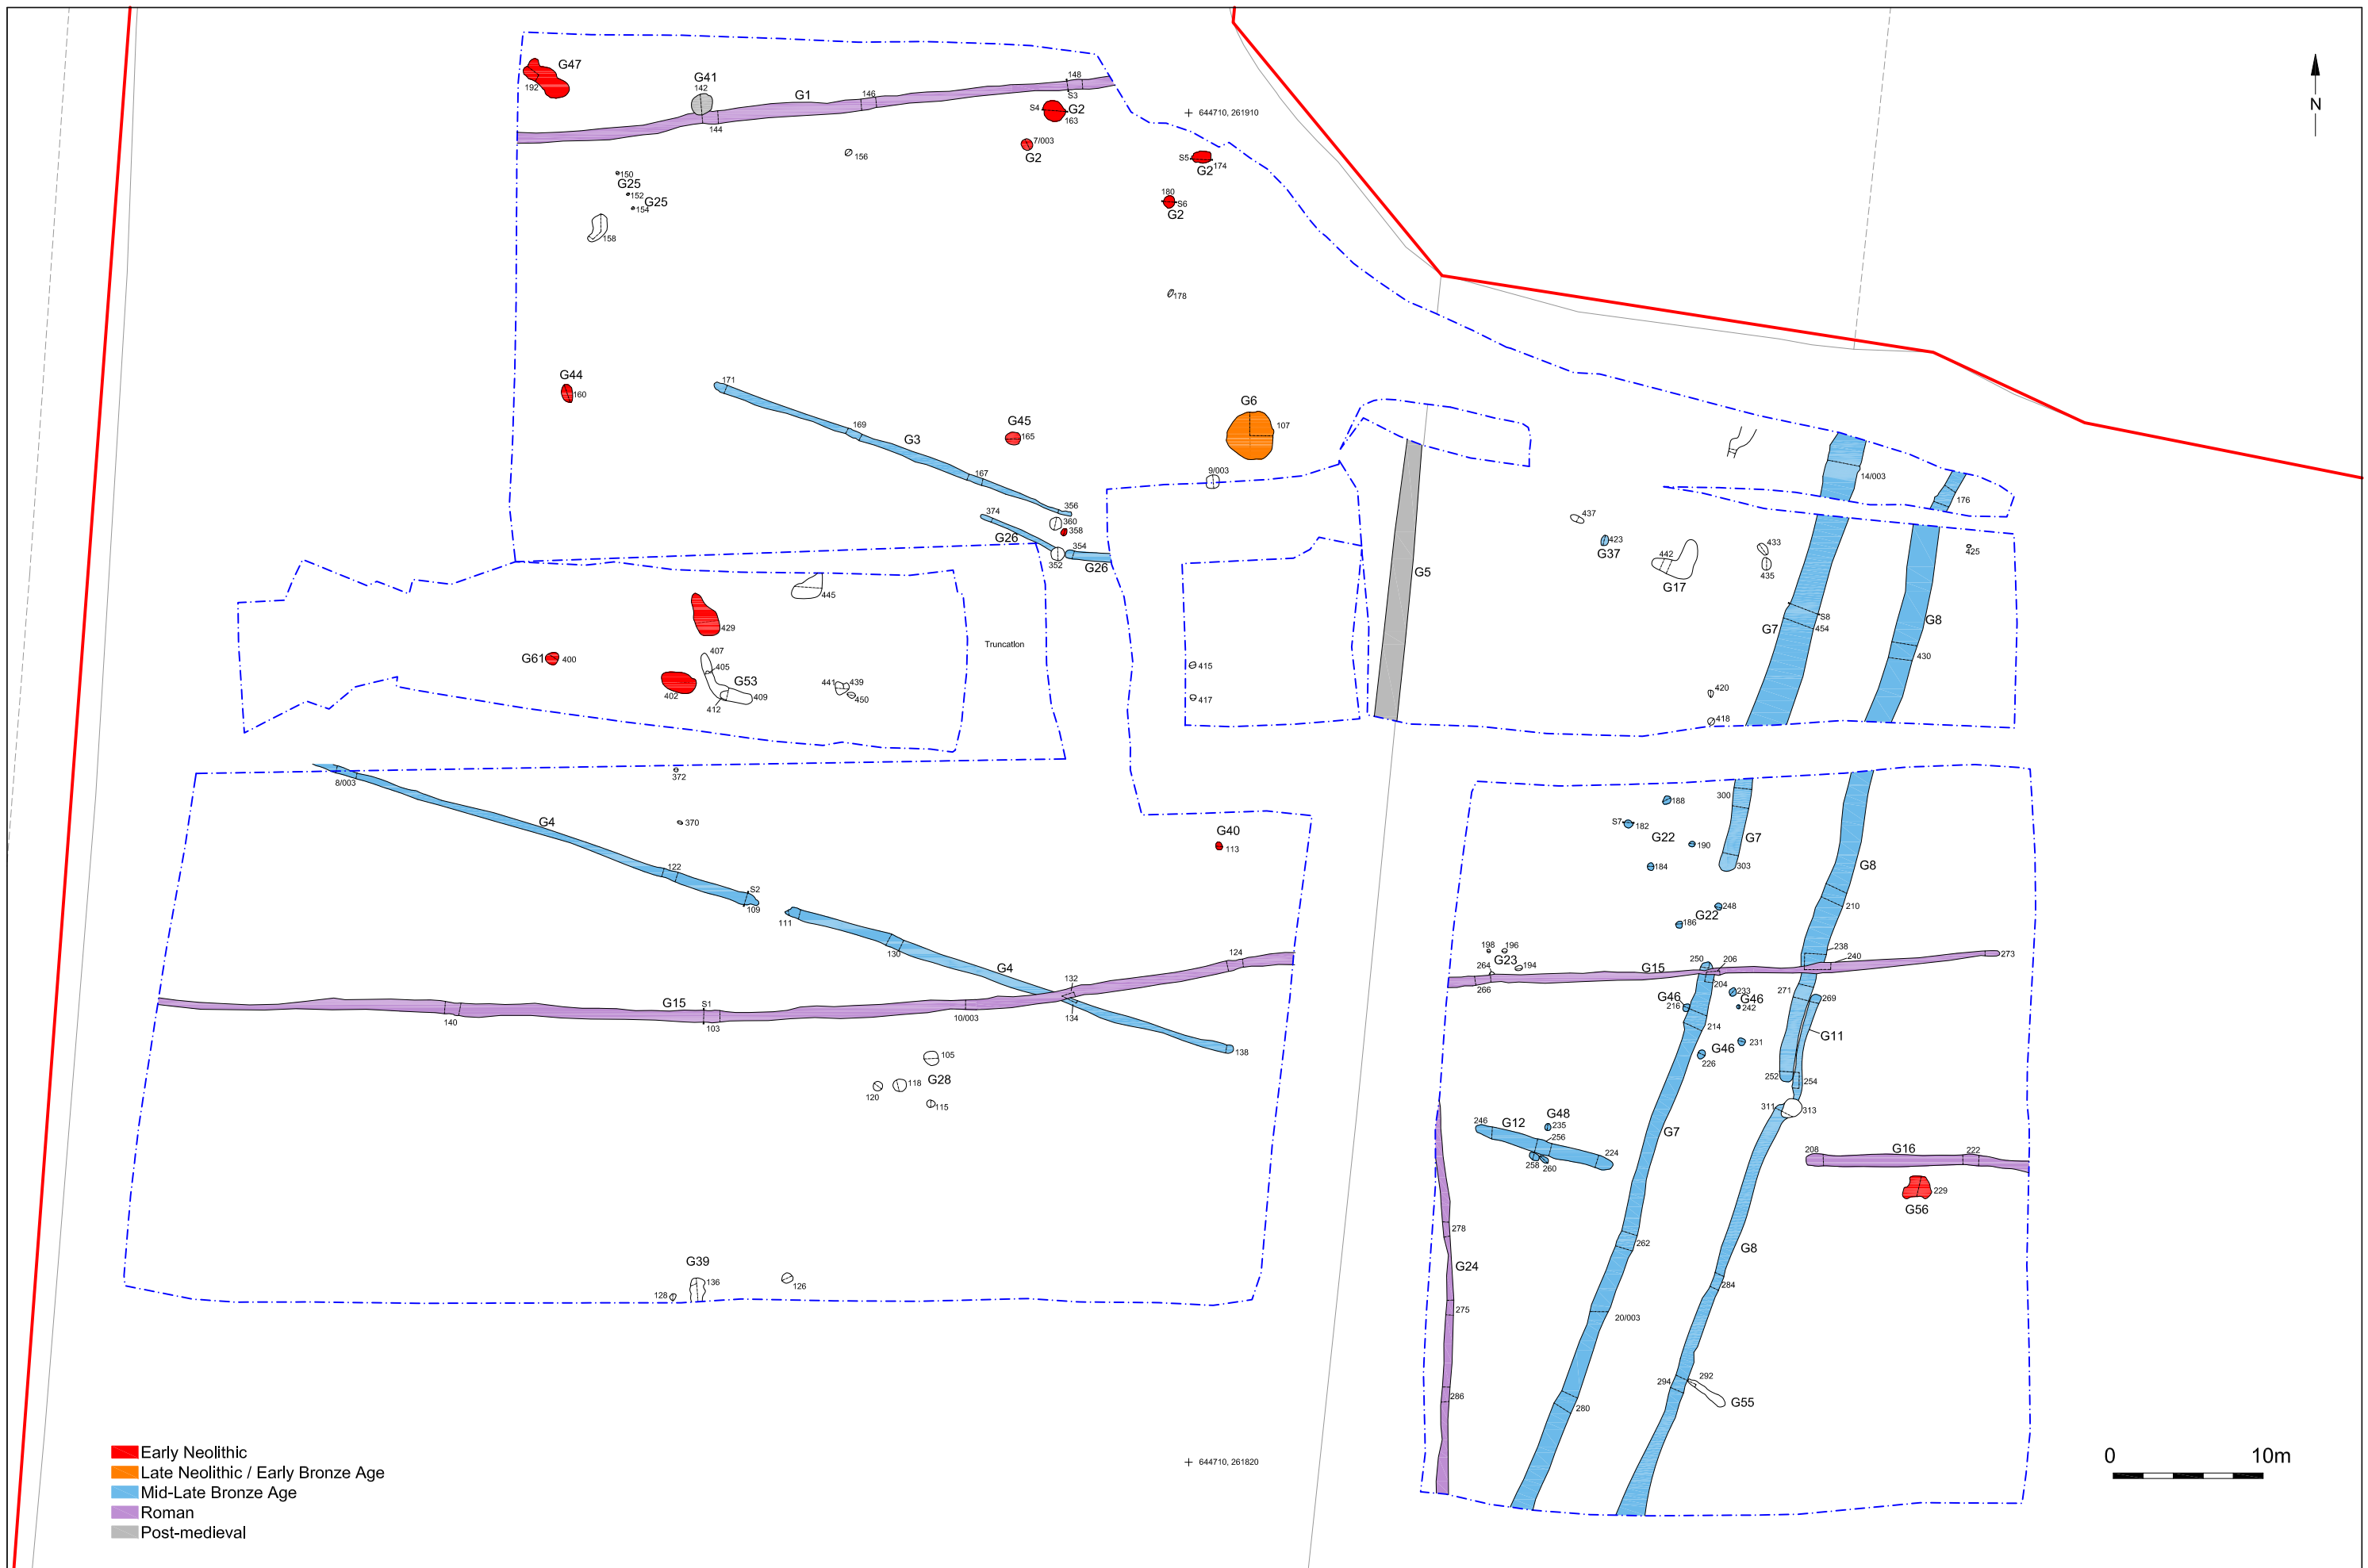 G47
192
G41
142
G1
144
146
148
S3
S4
G2
163
7/003
G2
644710, 261910
N
156
S5
G2
174
180
S6
G2
150
G25
152
G25
154
158
178
G44
160
171
169
G3
G45
165
167
G6
107
9/003
356
360
358
374
G26
354
352
G26
14/003
176
437
423
G37
442
G17
433
435
425
G5
445
429
Truncation
G61
400
407
405
G53
402
409
412
441
439
450
415
417
S8
G7
454
G8
430
420
418
8/003
372
370
G4
122
S2
109
111
130
G4
G40
113
124
132
134
138
G15
S1
140
103
10/003
105
118
G28
120
115
G39
136
128
126
188
300
S7
182
G22
190
G7
184
303
G8
248
186
G22
210
198
196
G23
264
194
266
G15
250
206
204
238
240
273
G46
216
233
G46
242
271
269
214
G11
231
G46
226
252
254
311
313
246
G12
G48
235
256
224
258
260
G7
208
G16
222
229
G56
278
262
G8
G24
284
275
20/003
294
292
286
280
G55
Early Neolithic
Late Neolithic / Early Bronze Age
Mid-Late Bronze Age
Roman
Post-medieval
644710, 261820
0 10m